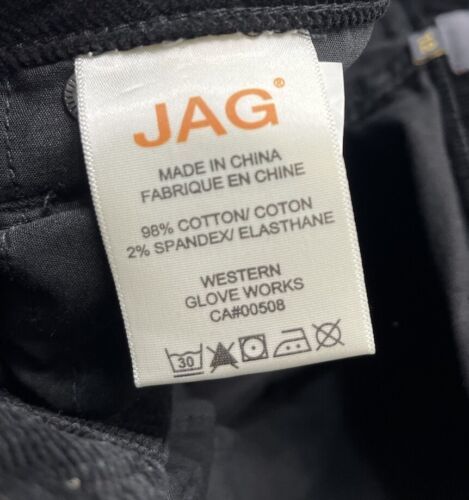 JAG®
MADE IN CHINA
FABRIQUE EN CHINE
98% COTTON/ COTON
2% SPANDEX/ ELASTHANE
WESTERN
GLOVE WORKS
CA#00508
30